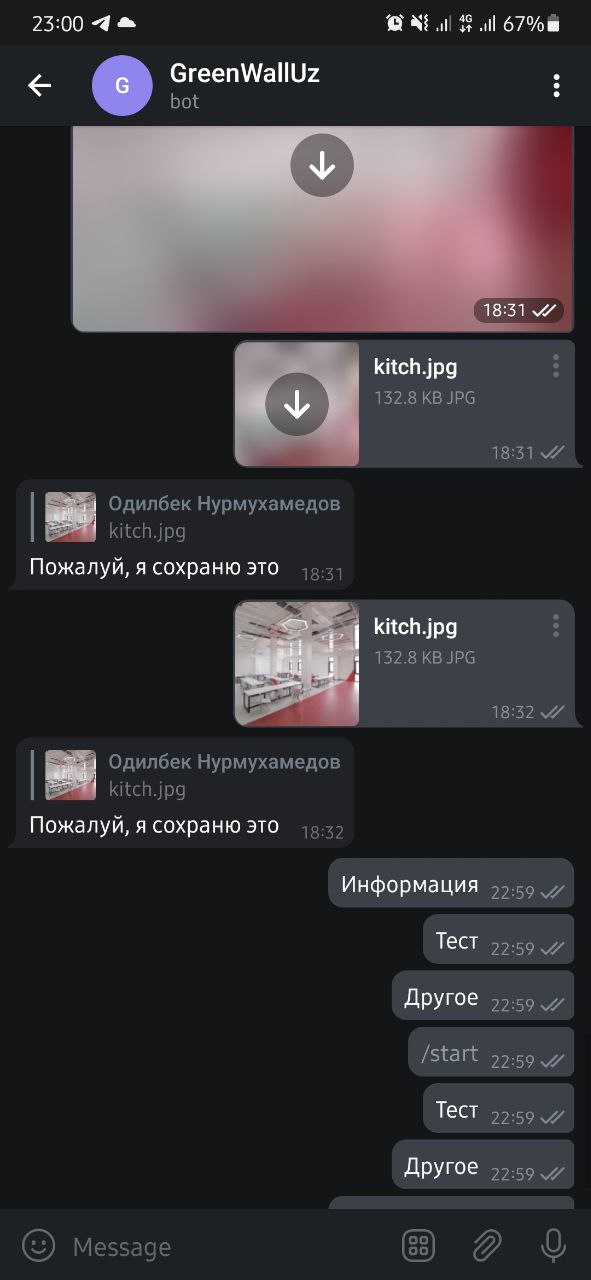 23:00 4G 67%
G GreenWallUz
bot
18:31
kitch.jpg
132.8 KB JPG
18:31
Одилбек Нурмухамедов
kitch.jpg
Пожалуй, я сохраню это 18:31
kitch.jpg
132.8 KB JPG
18:32
Одилбек Нурмухамедов
kitch.jpg
Пожалуй, я сохраню это 18:32
Информация 22:59
Тест 22:59
Другое 22:59
/start 22:59
Тест 22:59
Другое 22:59
Message